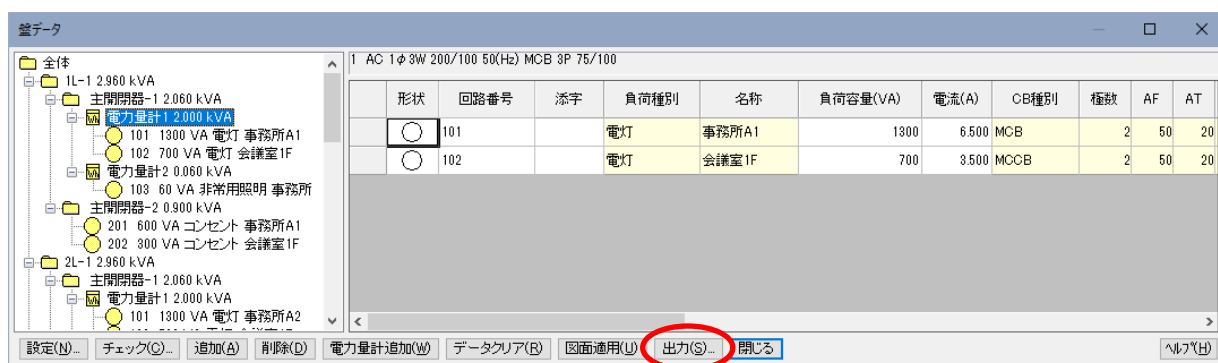 盤データ
全体
1L-1 2.960 kVA
主開閉器-1 2.060 kVA
電力量計1 2.000 kVA
101 1300 VA 電灯 事務所A1
102 700 VA 電灯 会議室1F
電力量計2 0.060 kVA
103 60 VA 非常用照明 事務所
主開閉器-2 0.900 kVA
201 600 VA コンセント 事務所A1
202 300 VA コンセント 会議室1F
2L-1 2.960 kVA
主開閉器-1 2.060 kVA
電力量計1 2.000 kVA
101 1300 VA 電灯 事務所A2
1 AC 1φ3W 200/100 50(Hz) MCB 3P 75/100
形状 回路番号 添字 負荷種別 名称 負荷容量(VA) 電流(A) CB種別 極数 AF AT
101 電灯 事務所A1 1300 6.500 MCB 2 50 20
102 電灯 会議室1F 700 3.500 MCCB 2 50 20
設定(N)... チェック(C)... 追加(A) 削除(D) 電力量計追加(W) データクリア(R) 図面適用(U) 出力(S)... 閉じる ﾍﾙﾌﾟ(H)